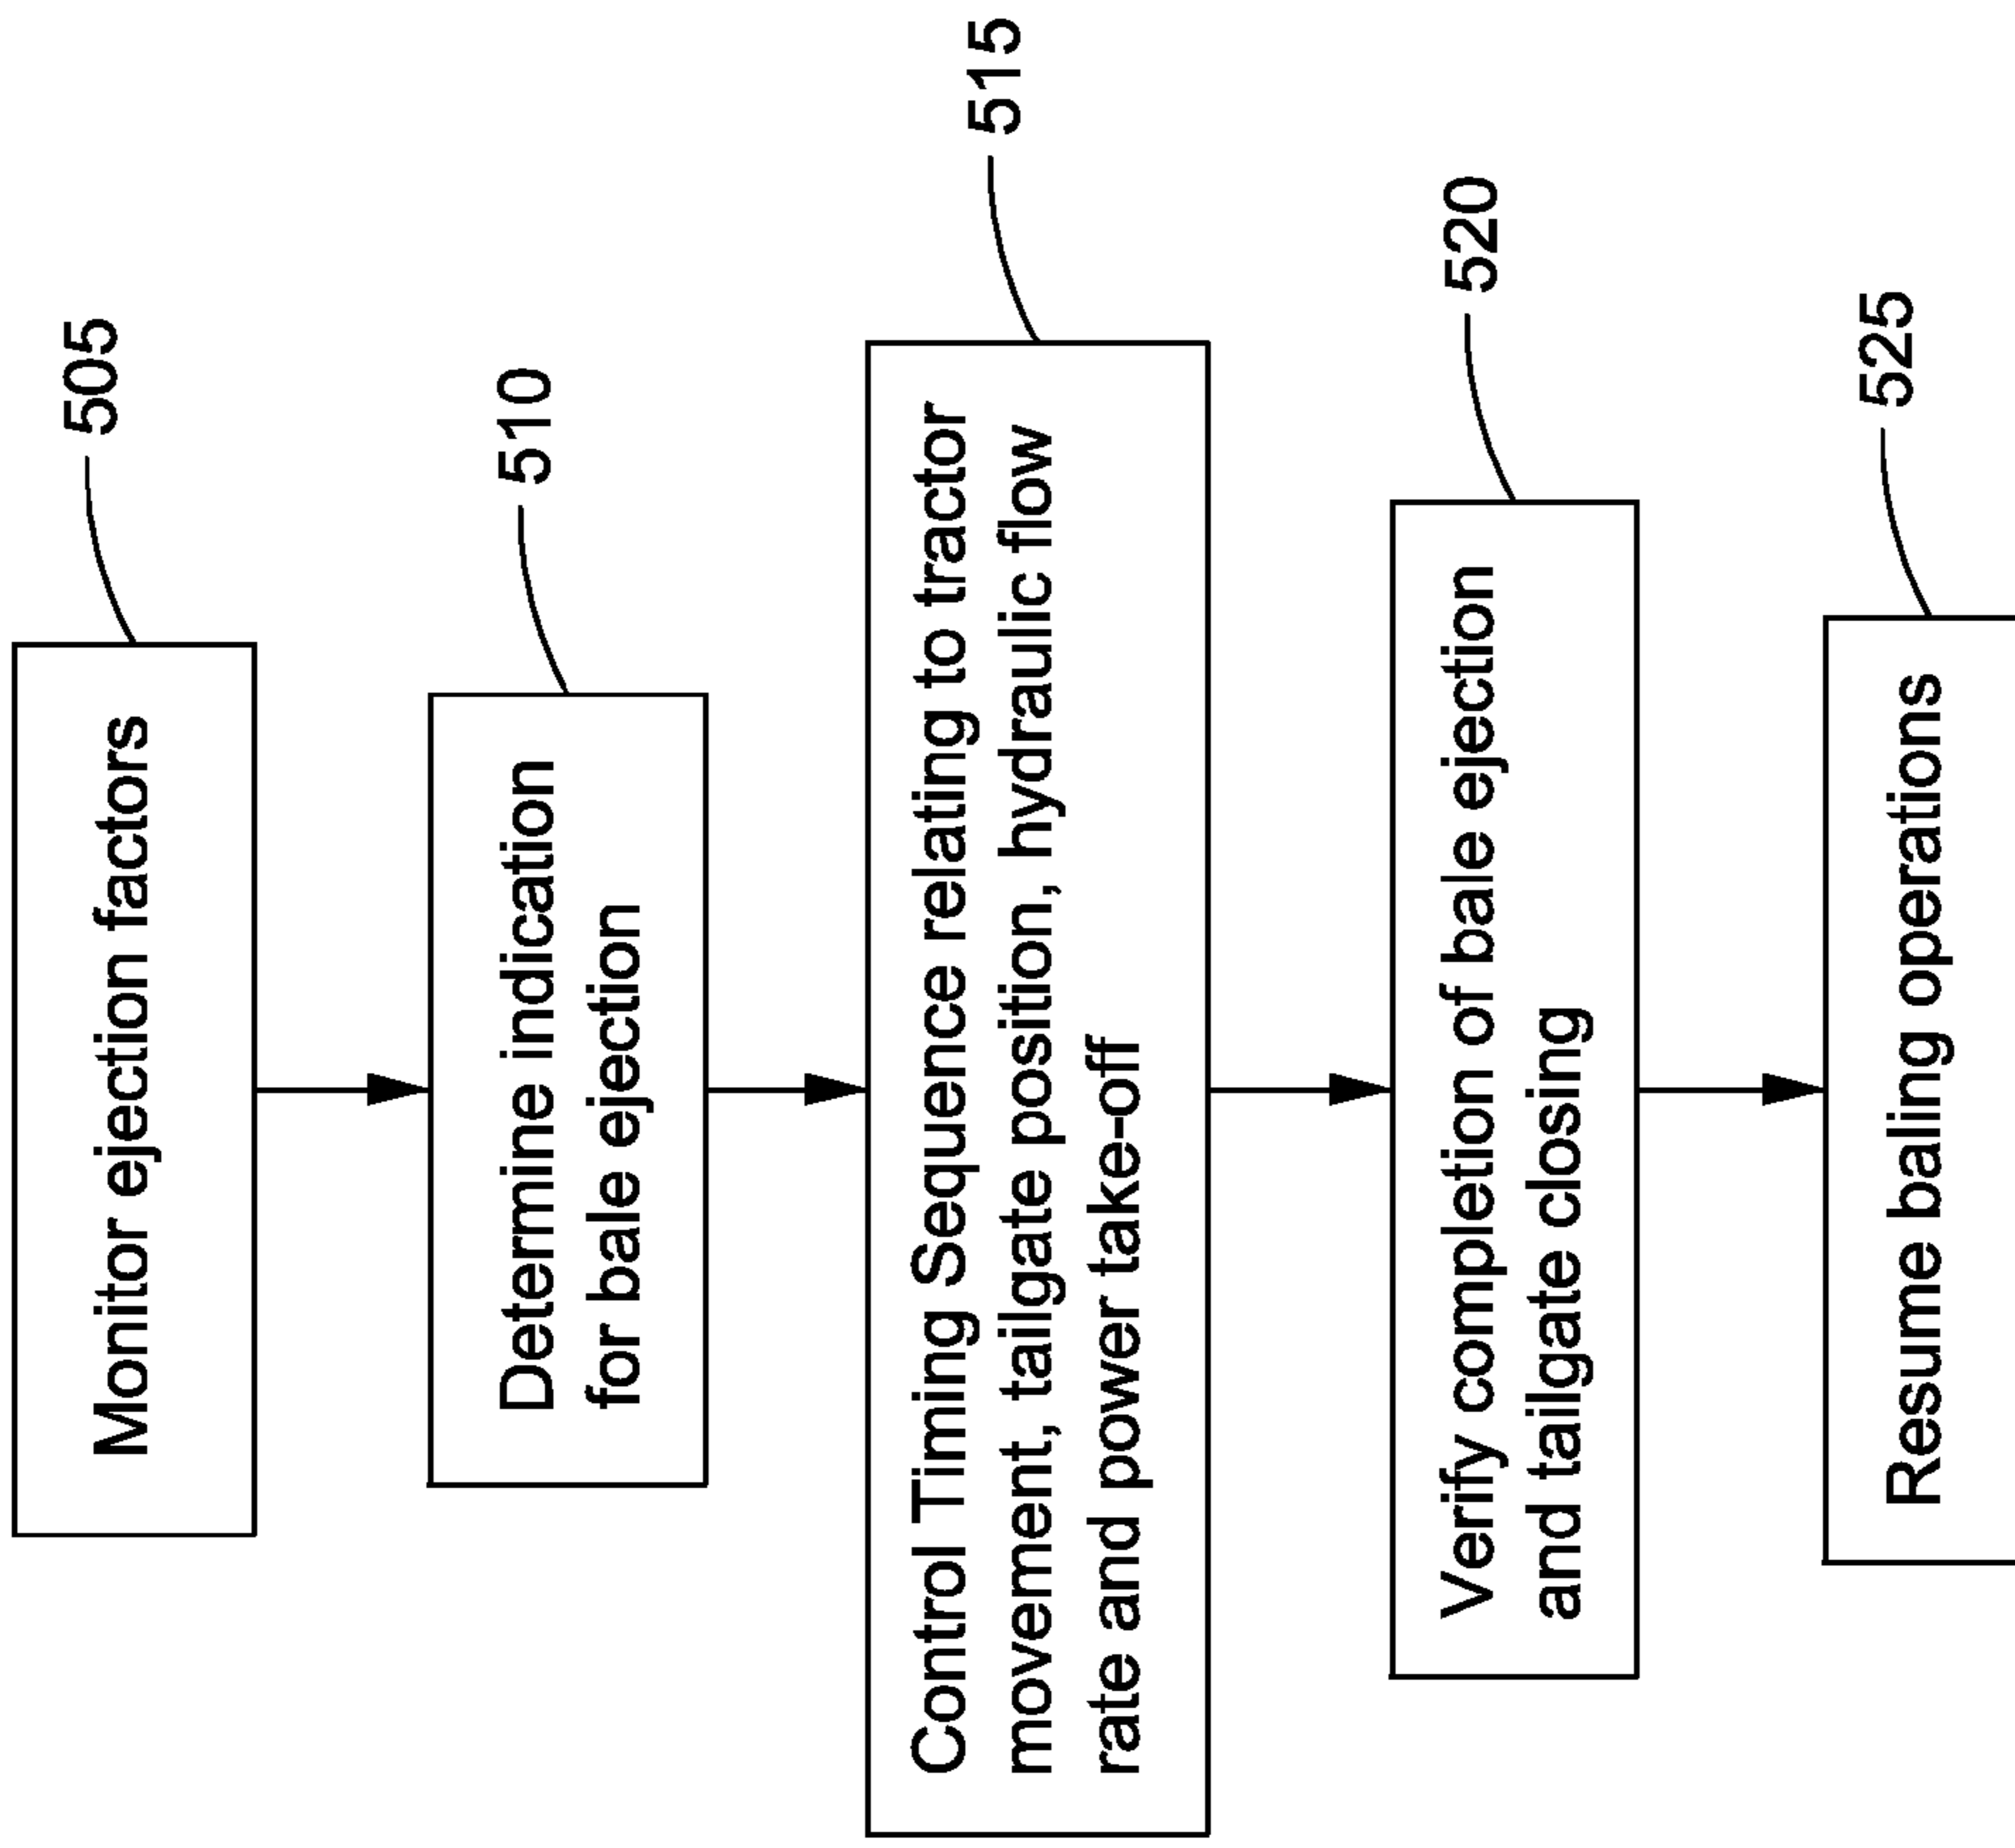 505
Monitor ejection factors
510
Determine indication
for bale ejection
515
Control Timing Sequence relating to tractor
movement, tailgate position, hydraulic flow
rate and power take-off
520
Verify completion of bale ejection
and tailgate closing
525
Resume baling operations